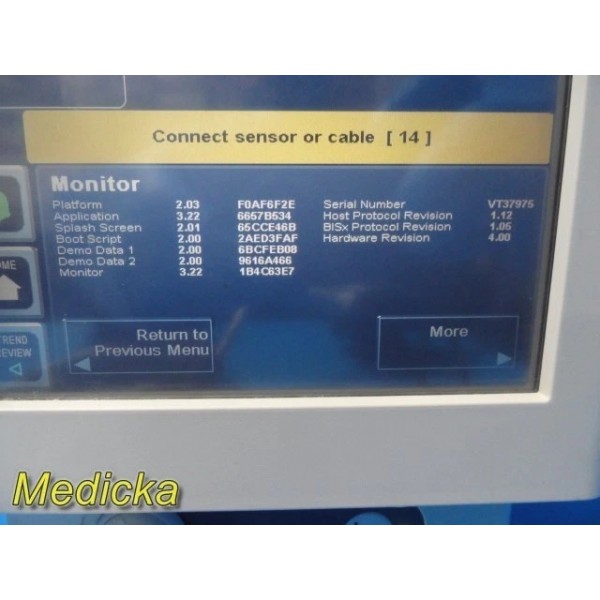 Connect sensor or cable [ 14 ]
Monitor
Platform 2.03 F0AF6F2E Serial Number VT37975
Application 3.22 6657B534 Host Protocol Revision 1.12
Splash Screen 2.01 65CCE46B BISx Protocol Revision 1.05
Boot Script 2.00 2AED3FAF Hardware Revision 4.00
Demo Data 1 2.00 6BCFEB08
Demo Data 2 2.00 9616A466
Monitor 3.22 1B4C63E7
OME
TREND
REVIEW
Return to
Previous Menu
More
Medicka